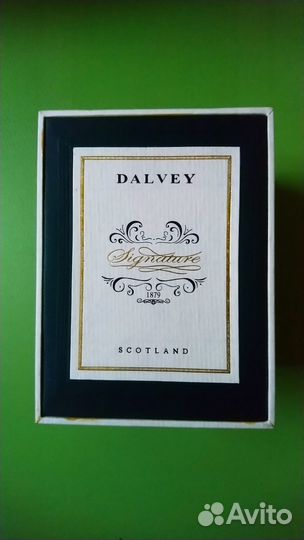 DALVEY
Signature
1879
SCOTLAND
Avito